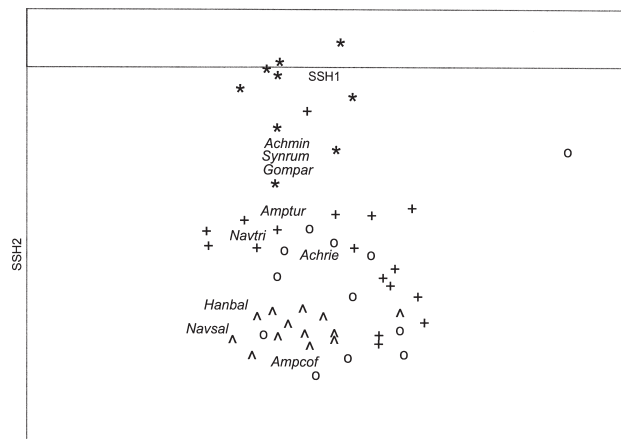 SSH1
Achmin
Synrum
Gompar
Amptur
Navtri
Achrie
SSH2
Hanbal
Navsal
Ampcof